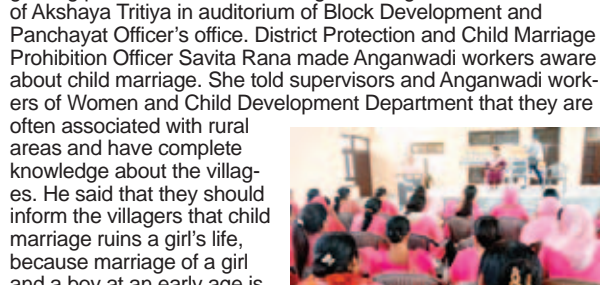 of Akshaya Tritiya in auditorium of Block Development and
Panchayat Officer's office. District Protection and Child Marriage
Prohibition Officer Savita Rana made Anganwadi workers aware
about child marriage. She told supervisors and Anganwadi work-
ers of Women and Child Development Department that they are
often associated with rural
areas and have complete
knowledge about the villag-
es. He said that they should
inform the villagers that child
marriage ruins a girl's life,
because marriage of a girl
and a boy at an early age is